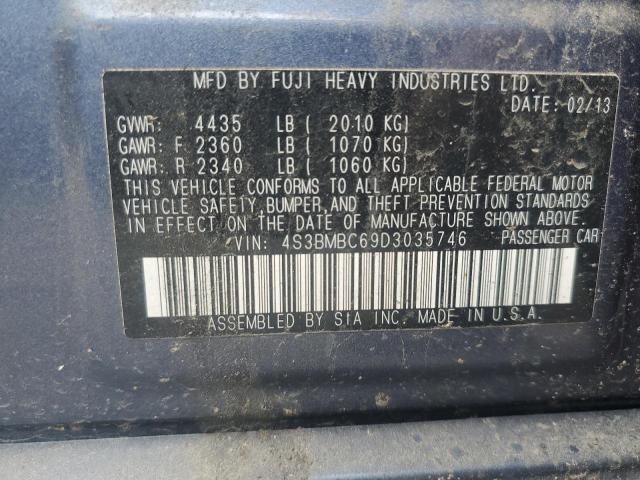 MFD BY FUJI HEAVY INDUSTRIES LTD.
DATE: 02/13
GVWR: 4435 LB ( 2010 KG)
GAWR: F 2360 LB ( 1070 KG)
GAWR: R 2340 LB ( 1060 KG)
THIS VEHICLE CONFORMS TO ALL APPLICABLE FEDERAL MOTOR
VEHICLE SAFETY, BUMPER, AND THEFT PREVENTION STANDARDS
IN EFFECT ON THE DATE OF MANUFACTURE SHOWN ABOVE.
VIN: 4S3BMBC69D3035746 PASSENGER CAR
ASSEMBLED BY SIA INC. MADE IN U.S.A.